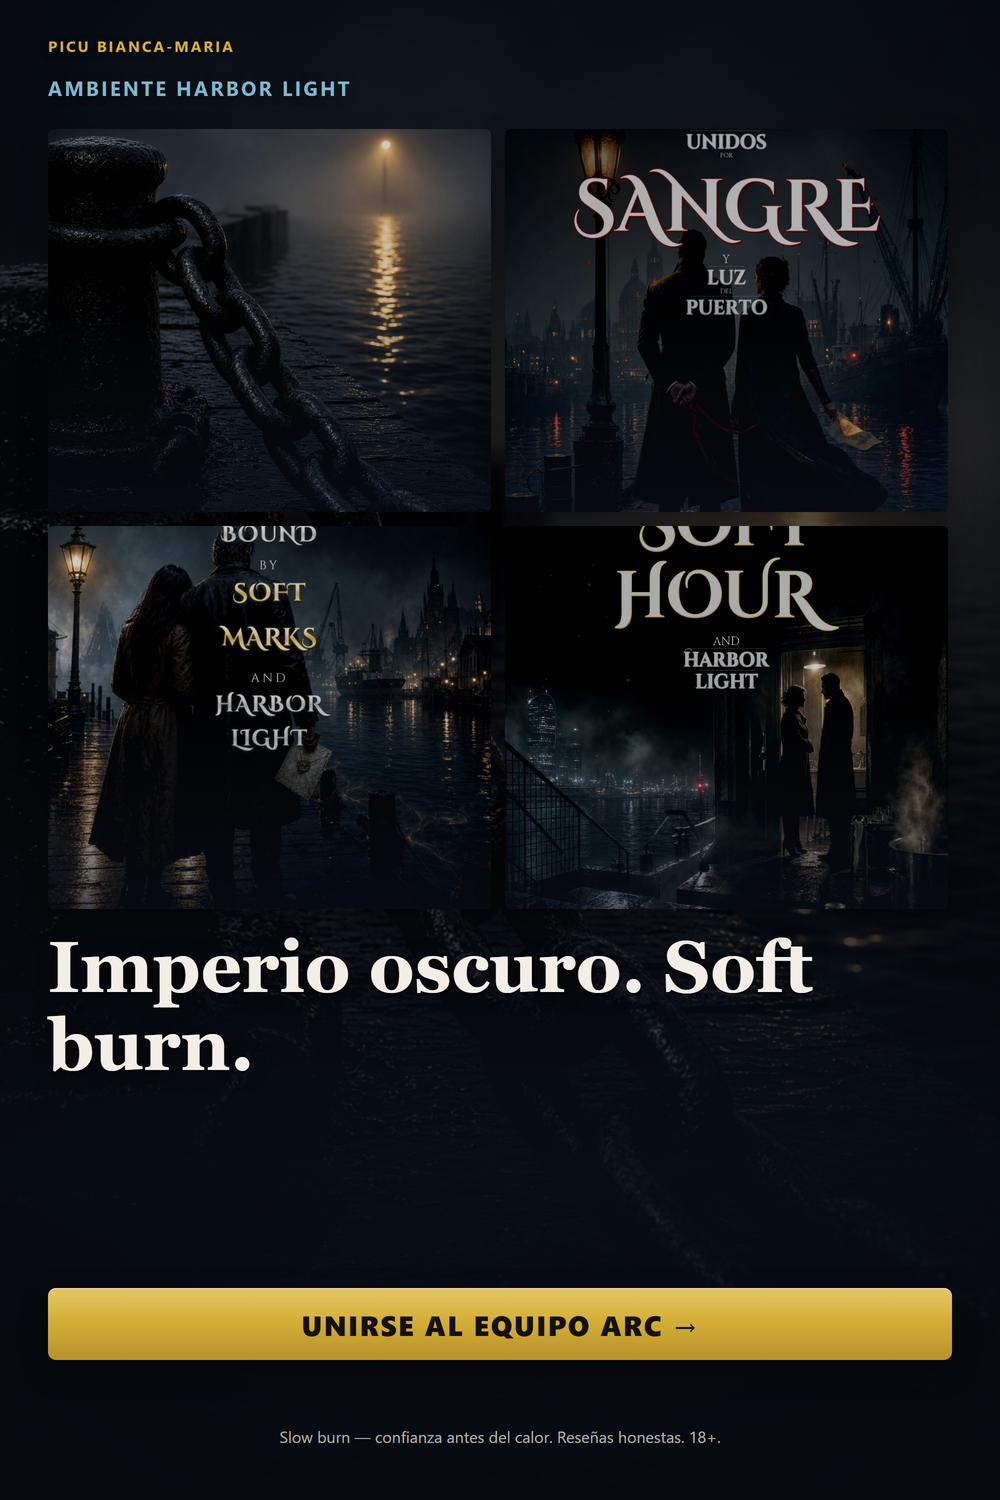 PICU BIANCA-MARIA
AMBIENTE HARBOR LIGHT
UNIDOS
POR
SANGRE
Y
LUZ
DEL
PUERTO
BOUND
BY
SOFT
MARKS
AND
HARBOR
LIGHT
SOFT
HOUR
AND
HARBOR
LIGHT
Imperio oscuro. Soft
burn.
UNIRSE AL EQUIPO ARC →
Slow burn — confianza antes del calor. Reseñas honestas. 18+.